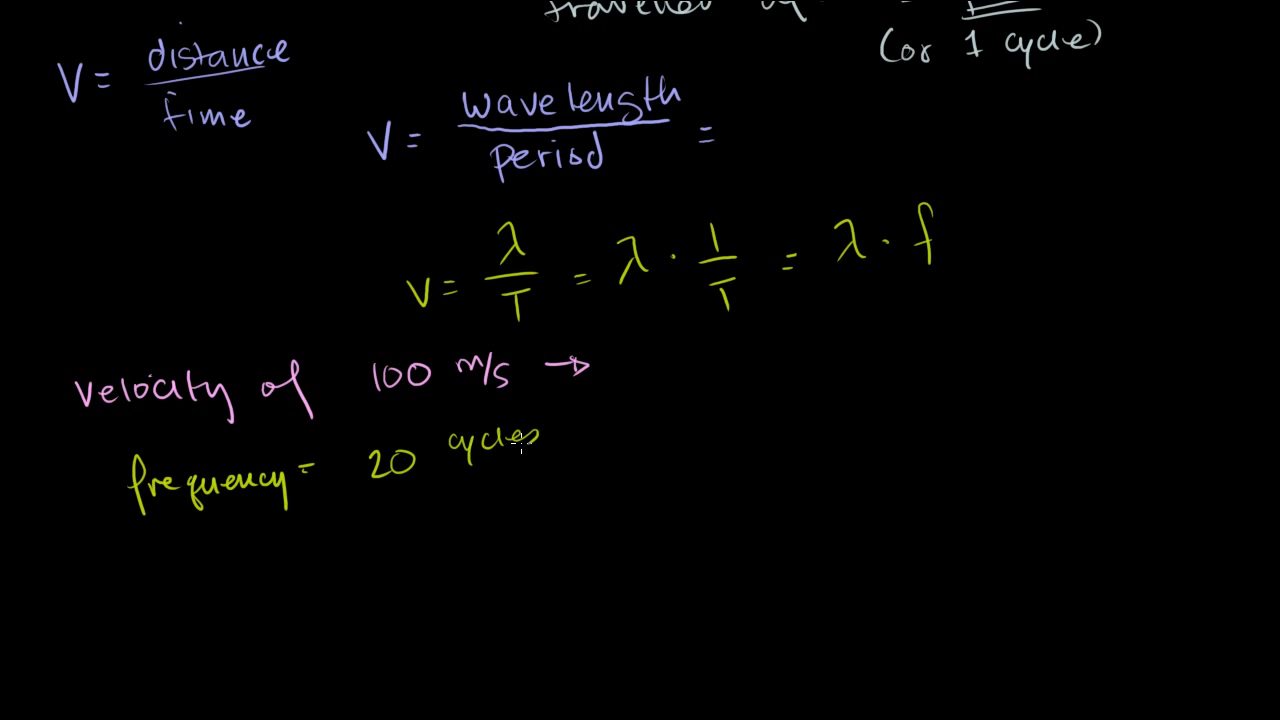 (or 1 cycle)
V = distance / time
V = wavelength / period =
v = λ / T = λ · 1 / T = λ · f
Velocity of 100 m/s →
frequency = 20 cycles